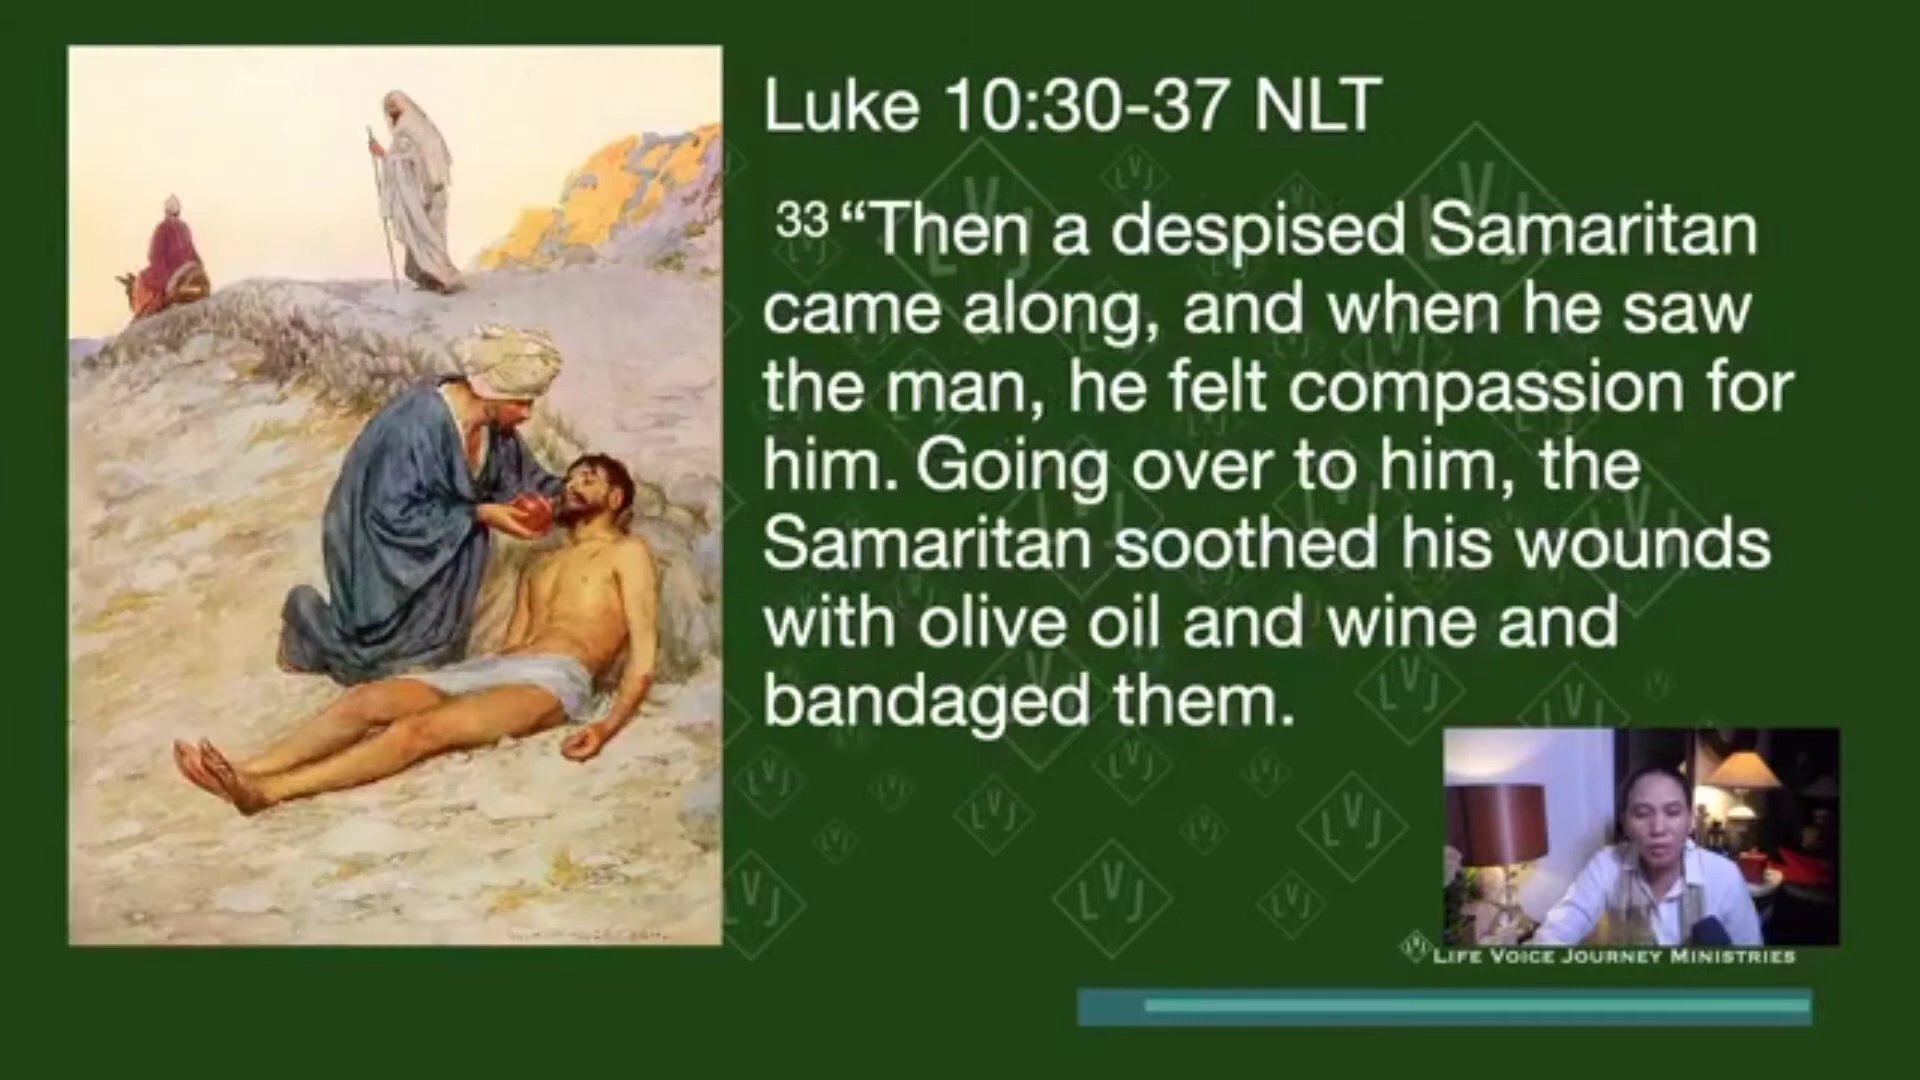 Luke 10:30-37 NLT
33 “Then a despised Samaritan
came along, and when he saw
the man, he felt compassion for
him. Going over to him, the
Samaritan soothed his wounds
with olive oil and wine and
bandaged them.
LVJ
LIFE VOICE JOURNEY MINISTRIES